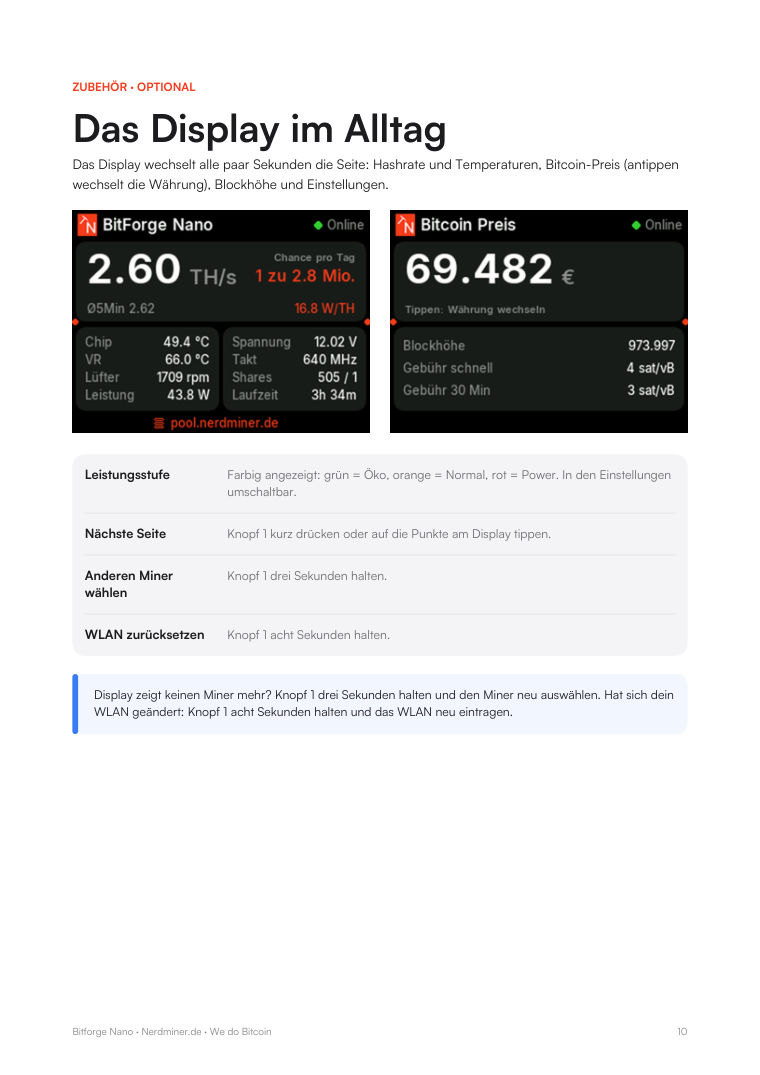 ZUBEHÖR · OPTIONAL
Das Display im Alltag
Das Display wechselt alle paar Sekunden die Seite: Hashrate und Temperaturen, Bitcoin-Preis (antippen
wechselt die Währung), Blockhöhe und Einstellungen.
N BitForge Nano Online
2.60 TH/s
Chance pro Tag
1 zu 2.8 Mio.
Ø5Min 2.62 16.8 W/TH
Chip 49.4 °C
VR 66.0 °C
Lüfter 1709 rpm
Leistung 43.8 W
Spannung 12.02 V
Takt 640 MHz
Shares 505 / 1
Laufzeit 3h 34m
pool.nerdminer.de
N Bitcoin Preis Online
69.482 €
Tippen: Währung wechseln
Blockhöhe 973.997
Gebühr schnell 4 sat/vB
Gebühr 30 Min 3 sat/vB
Leistungsstufe Farbig angezeigt: grün = Öko, orange = Normal, rot = Power. In den Einstellungen
umschaltbar.
Nächste Seite Knopf 1 kurz drücken oder auf die Punkte am Display tippen.
Anderen Miner Knopf 1 drei Sekunden halten.
wählen
WLAN zurücksetzen Knopf 1 acht Sekunden halten.
Display zeigt keinen Miner mehr? Knopf 1 drei Sekunden halten und den Miner neu auswählen. Hat sich dein
WLAN geändert: Knopf 1 acht Sekunden halten und das WLAN neu eintragen.
Bitforge Nano · Nerdminer.de · We do Bitcoin 10